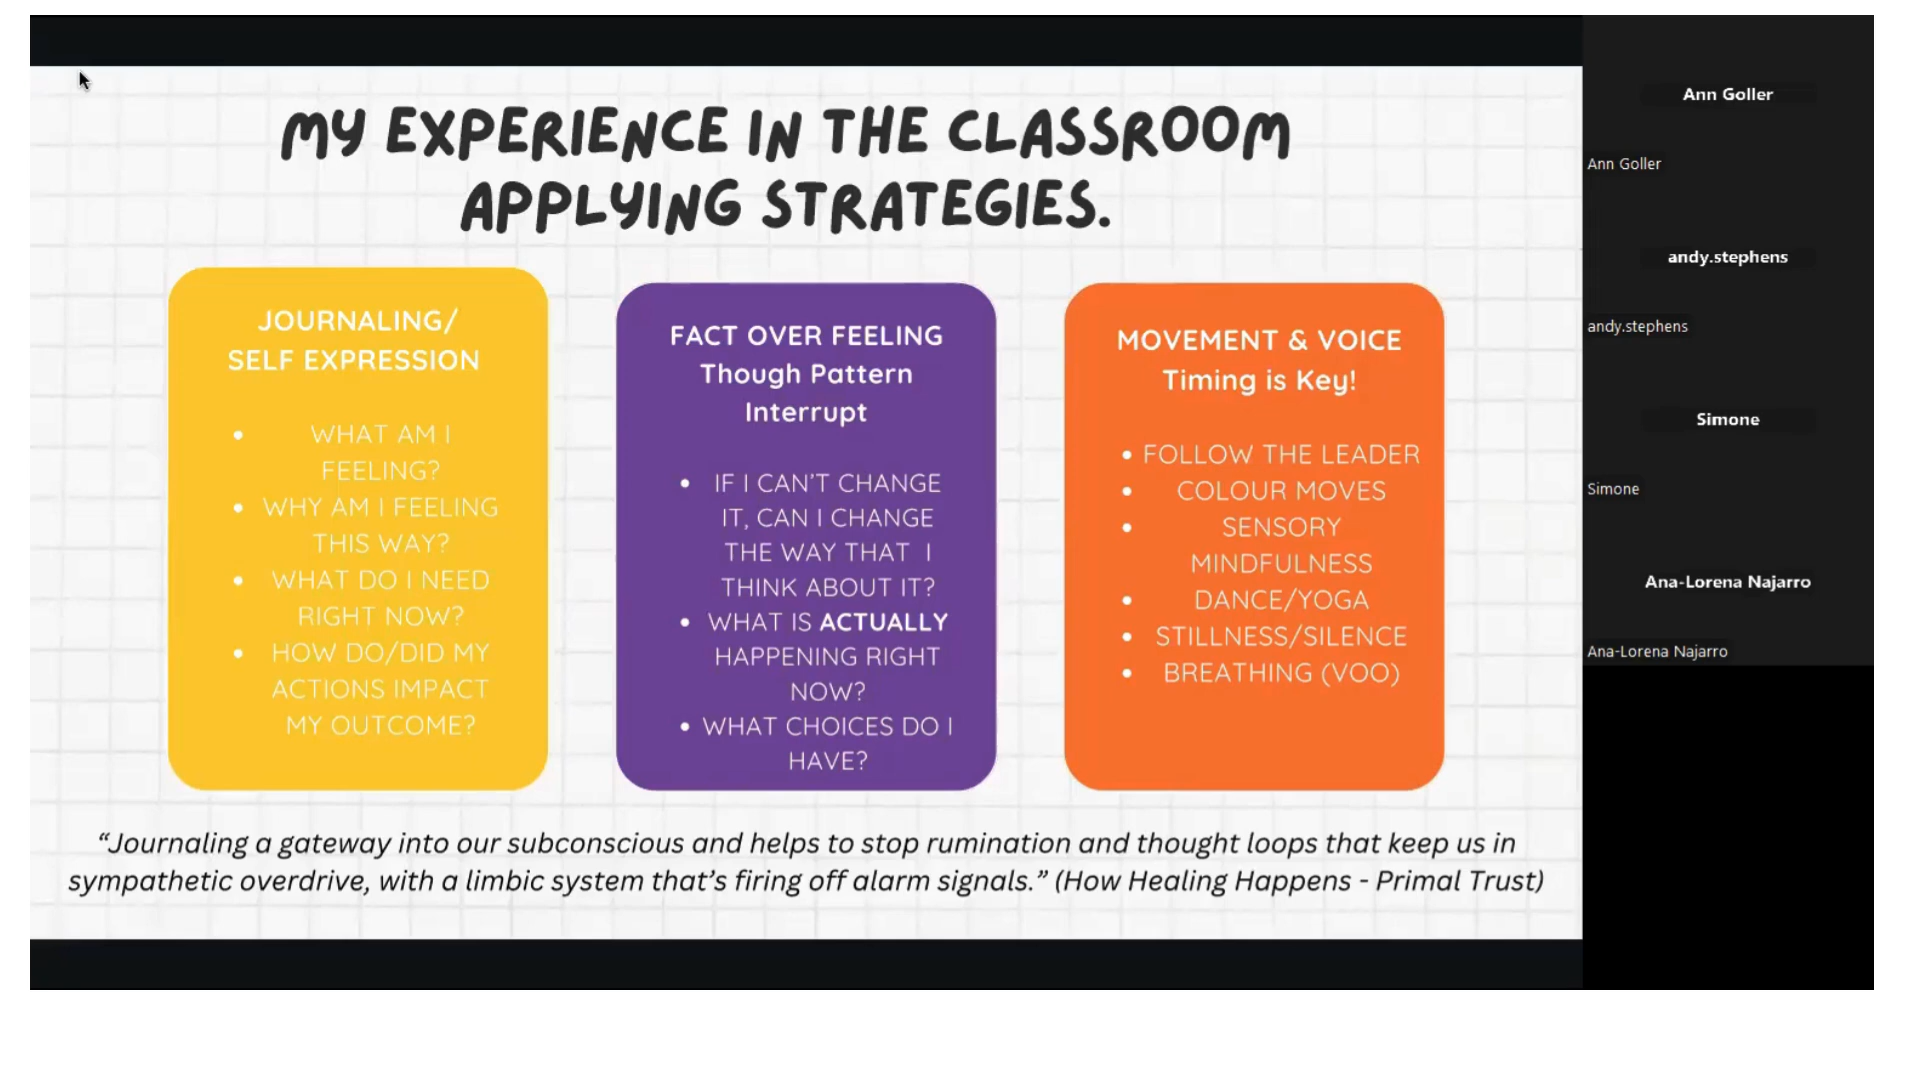 MY EXPERIENCE IN THE CLASSROOM
APPLYING STRATEGIES.
JOURNALING/
SELF EXPRESSION
• WHAT AM I
FEELING?
• WHY AM I FEELING
THIS WAY?
• WHAT DO I NEED
RIGHT NOW?
• HOW DO/DID MY
ACTIONS IMPACT
MY OUTCOME?
FACT OVER FEELING
Though Pattern
Interrupt
• IF I CAN'T CHANGE
IT, CAN I CHANGE
THE WAY THAT I
THINK ABOUT IT?
• WHAT IS ACTUALLY
HAPPENING RIGHT
NOW?
• WHAT CHOICES DO I
HAVE?
MOVEMENT & VOICE
Timing is Key!
• FOLLOW THE LEADER
• COLOUR MOVES
• SENSORY
MINDFULNESS
• DANCE/YOGA
• STILLNESS/SILENCE
• BREATHING (VOO)
“Journaling a gateway into our subconscious and helps to stop rumination and thought loops that keep us in
sympathetic overdrive, with a limbic system that’s firing off alarm signals.” (How Healing Happens - Primal Trust)
Ann Goller
Ann Goller
andy.stephens
andy.stephens
Simone
Simone
Ana-Lorena Najarro
Ana-Lorena Najarro